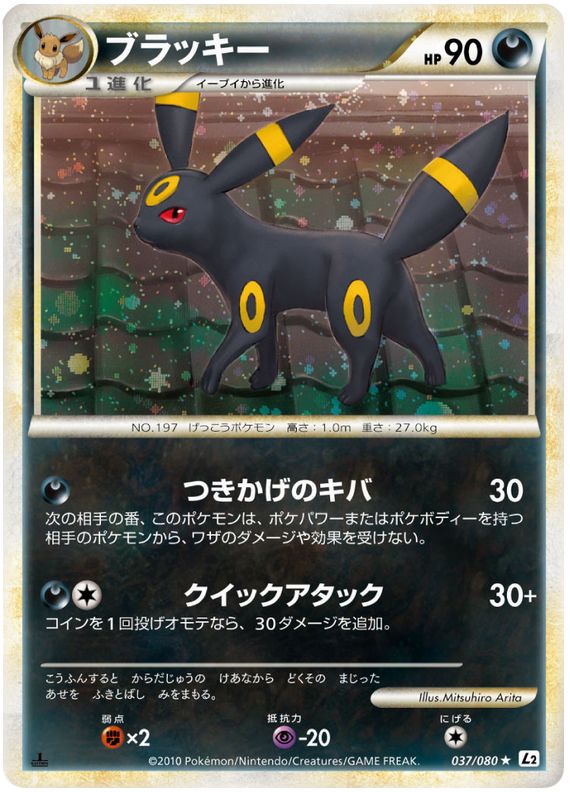 ブラッキー
HP90
1進化
イーブイから進化
NO.197 げっこうポケモン 高さ：1.0m 重さ：27.0kg
つきかげのキバ 30
次の相手の番、このポケモンは、ポケパワーまたはポケボディーを持つ
相手のポケモンから、ワザのダメージや効果を受けない。
クイックアタック 30+
コインを1回投げオモテなら、30ダメージを追加。
こうふんすると からだじゅうの けあなから どくその まじった
あせを ふきとばし みをまもる。
Illus.Mitsuhiro Arita
弱点 抵抗力 にげる
×2 -20
©2010 Pokémon/Nintendo/Creatures/GAME FREAK. 037/080 ★ L2